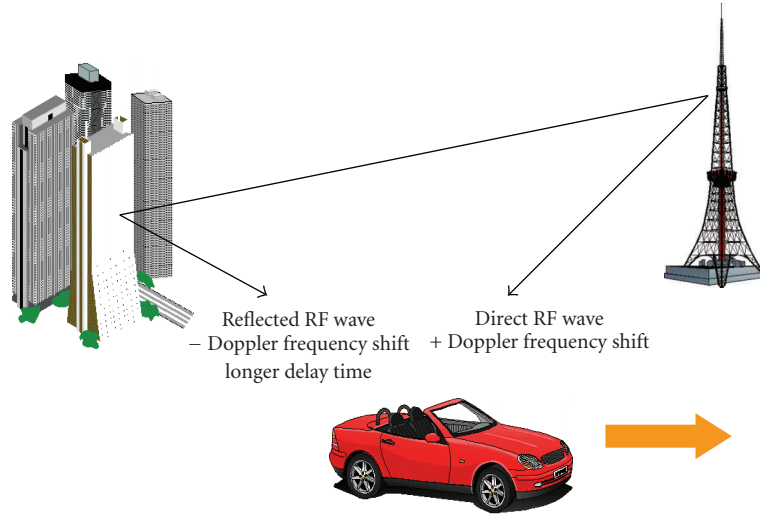 Reflected RF wave
− Doppler frequency shift
longer delay time
Direct RF wave
+ Doppler frequency shift